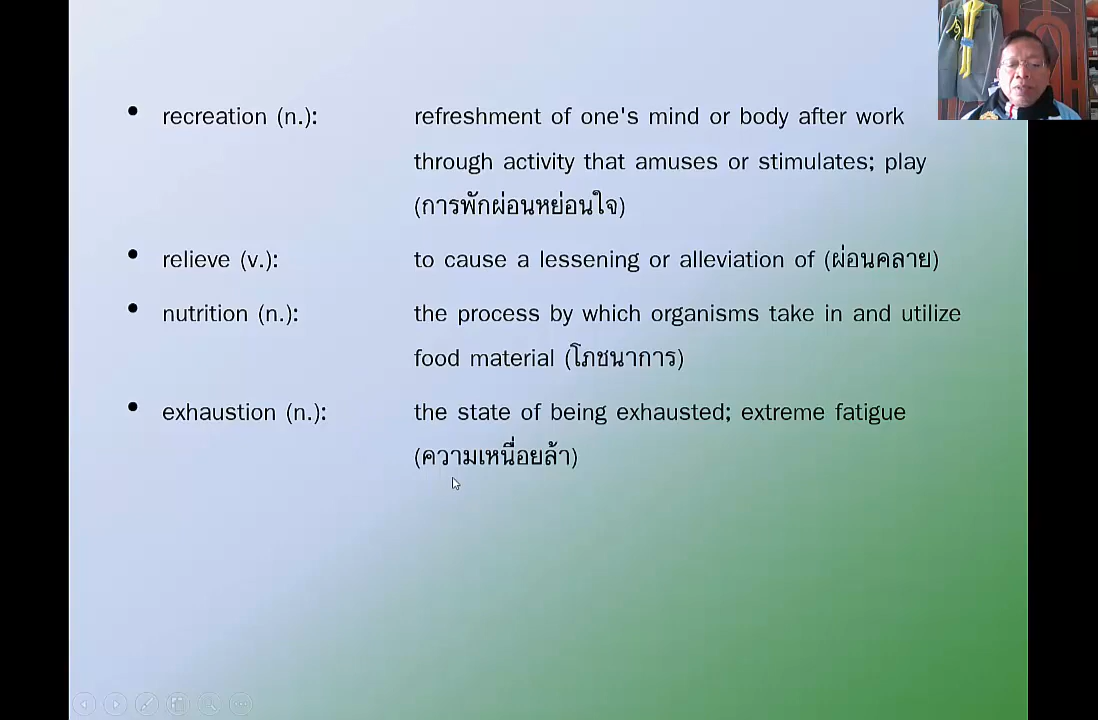 • recreation (n.): refreshment of one's mind or body after work
through activity that amuses or stimulates; play
(การพักผ่อนหย่อนใจ)
• relieve (v.): to cause a lessening or alleviation of (ผ่อนคลาย)
• nutrition (n.): the process by which organisms take in and utilize
food material (โภชนาการ)
• exhaustion (n.): the state of being exhausted; extreme fatigue
(ความเหนื่อยล้า)